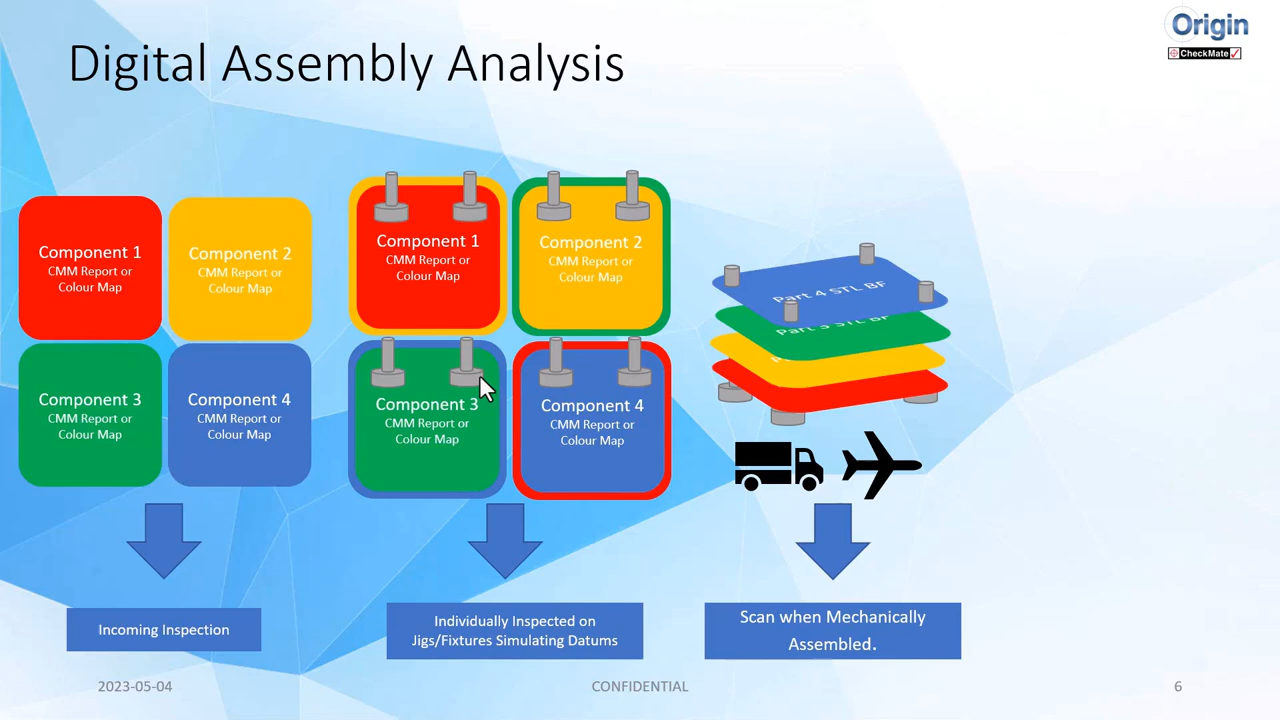 Origin
CheckMate
Digital Assembly Analysis
Component 1
CMM Report or
Colour Map
Component 2
CMM Report or
Colour Map
Component 3
CMM Report or
Colour Map
Component 4
CMM Report or
Colour Map
Component 1
CMM Report or
Colour Map
Component 2
CMM Report or
Colour Map
Component 3
CMM Report or
Colour Map
Component 4
CMM Report or
Colour Map
Part 4 STL BF
Part 3 STL BF
Incoming Inspection
Individually Inspected on
Jigs/Fixtures Simulating Datums
Scan when Mechanically
Assembled.
2023-05-04
CONFIDENTIAL
6